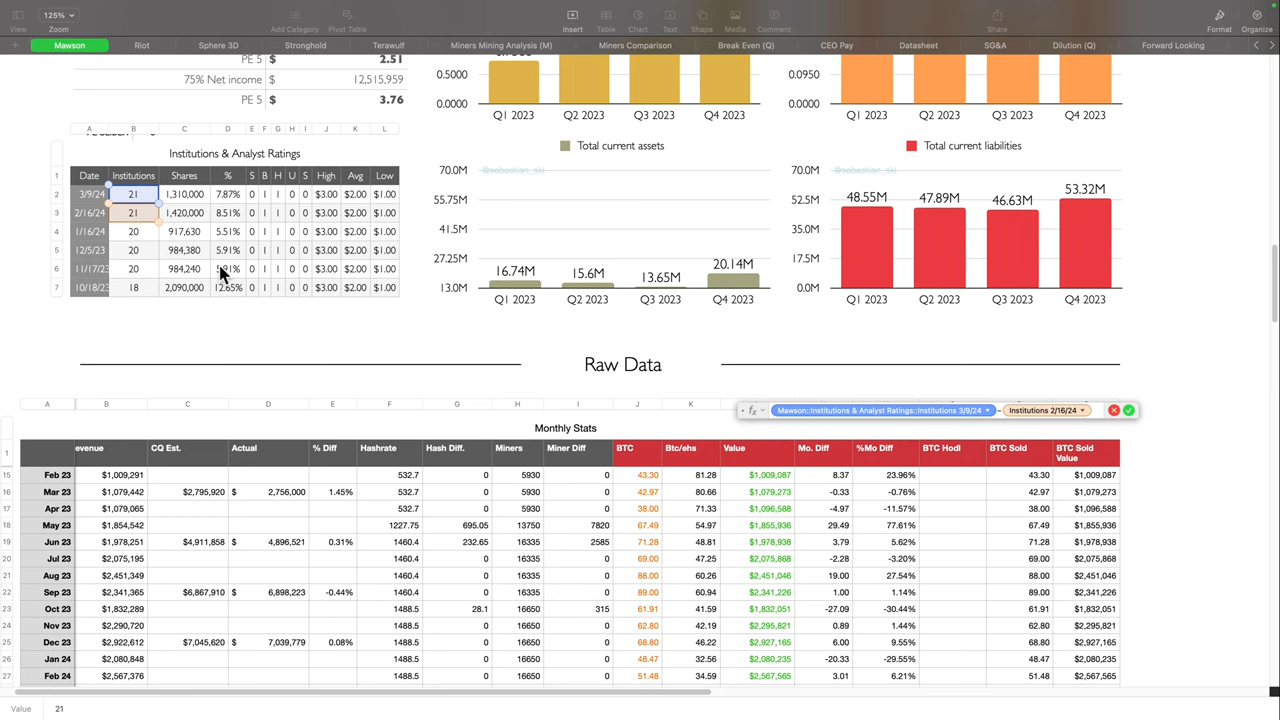 125%
View Zoom Add Category Pivot Table Insert Table Chart Text Shape Media Comment Share Format Organize
Mawson Riot Sphere 3D Stronghold Terawulf Miners Mining Analysis (M) Miners Comparison Break Even (Q) CEO Pay Datasheet SG&A Dilution (Q) Forward Looking
PE 5 $ 2.51
75% Net income 12,515,959
PE 5 $ 3.76
0.5000
0.0000
Q1 2023 Q2 2023 Q3 2023 Q4 2023
0.0950
0.0000
Q1 2023 Q2 2023 Q3 2023 Q4 2023
A B C D E F G H I J K L
Institutions & Analyst Ratings
1 Date Institutions Shares % S B H U S High Avg Low
2 3/9/24 21 1,310,000 7.87% 0 1 1 0 0 $3.00 $2.00 $1.00
3 2/16/24 21 1,420,000 8.51% 0 1 1 0 0 $3.00 $2.00 $1.00
4 1/16/24 20 917,630 5.51% 0 1 1 0 0 $3.00 $2.00 $1.00
5 12/5/23 20 984,380 5.91% 0 1 1 0 0 $3.00 $2.00 $1.00
6 11/17/23 20 984,240 0 1 1 0 0 $3.00 $2.00 $1.00
7 10/18/23 18 2,090,000 12.65% 0 1 1 0 0 $3.00 $2.00 $1.00
Total current assets
@sebastian_ski
70.0M
55.75M
41.5M
27.25M
13.0M
16.74M 15.6M 13.65M 20.14M
Q1 2023 Q2 2023 Q3 2023 Q4 2023
Total current liabilities
@sebastian_ski
70.0M
52.5M
35.0M
17.5M
0.0M
48.55M 47.89M 46.63M 53.32M
Q1 2023 Q2 2023 Q3 2023 Q4 2023
Raw Data
A B C D E F G H I J K L M N O P
fx Mawson::Institutions & Analyst Ratings::Institutions 3/9/24 − Institutions 2/16/24
Monthly Stats
1 evenue CQ Est. Actual % Diff Hashrate Hash Diff. Miners Miner Diff BTC Btc/ehs Value Mo. Diff %Mo Diff BTC Hodl BTC Sold BTC Sold Value
15 Feb 23 $1,009,291 532.7 0 5930 0 43.30 81.28 $1,009,087 8.37 23.96% 43.30 $1,009,087
16 Mar 23 $1,079,442 $2,795,920 $ 2,756,000 1.45% 532.7 0 5930 0 42.97 80.66 $1,079,273 -0.33 -0.76% 42.97 $1,079,273
17 Apr 23 $1,079,065 532.7 0 5930 0 38.00 71.33 $1,096,588 -4.97 -11.57% 38.00 $1,096,588
18 May 23 $1,854,542 1227.75 695.05 13750 7820 67.49 54.97 $1,855,936 29.49 77.61% 67.49 $1,855,936
19 Jun 23 $1,978,251 $4,911,858 $ 4,896,521 0.31% 1460.4 232.65 16335 2585 71.28 48.81 $1,978,938 3.79 5.62% 71.28 $1,978,938
20 Jul 23 $2,075,195 1460.4 0 16335 0 69.00 47.25 $2,075,868 -2.28 -3.20% 69.00 $2,075,868
21 Aug 23 $2,451,349 1460.4 0 16335 0 88.00 60.26 $2,451,046 19.00 27.54% 88.00 $2,451,046
22 Sep 23 $2,341,365 $6,867,910 $ 6,898,223 -0.44% 1460.4 0 16335 0 89.00 60.94 $2,341,226 1.00 1.14% 89.00 $2,341,226
23 Oct 23 $1,832,289 1488.5 28.1 16650 315 61.91 41.59 $1,832,051 -27.09 -30.44% 61.91 $1,832,051
24 Nov 23 $2,290,720 1488.5 0 16650 0 62.80 42.19 $2,295,821 0.89 1.44% 62.80 $2,295,821
25 Dec 23 $2,922,612 $7,045,620 $ 7,039,779 0.08% 1488.5 0 16650 0 68.80 46.22 $2,927,165 6.00 9.55% 68.80 $2,927,165
26 Jan 24 $2,080,848 1488.5 0 16650 0 48.47 32.56 $2,080,235 -20.33 -29.55% 48.47 $2,080,235
27 Feb 24 $2,567,376 1488.5 0 16650 0 51.48 34.59 $2,567,565 3.01 6.21% 51.48 $2,567,565
Value 21